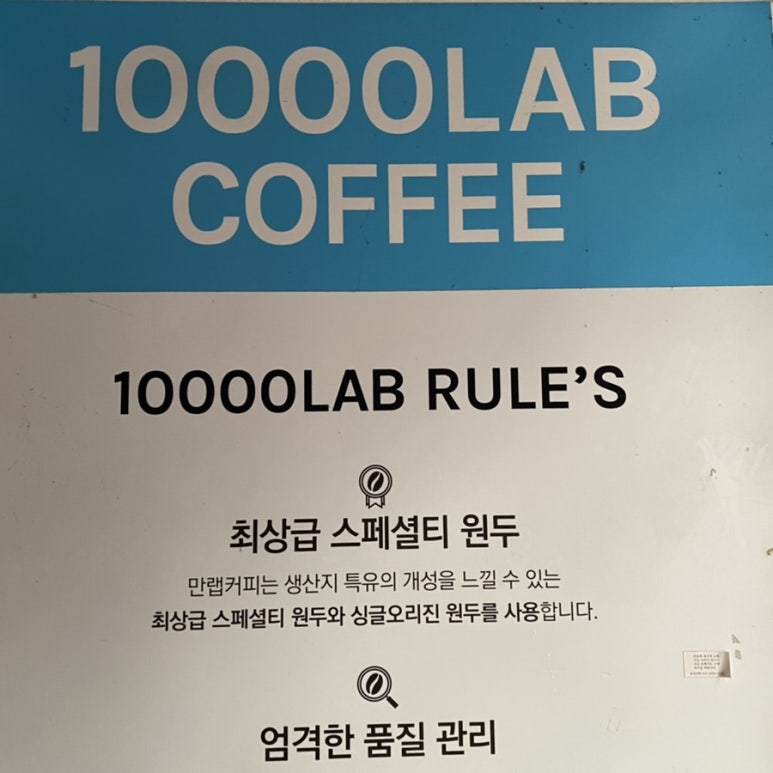 10000LAB
COFFEE
10000LAB RULE'S
최상급 스페셜티 원두
만랩커피는 생산지 특유의 개성을 느낄 수 있는
최상급 스페셜티 원두와 싱글오리진 원두를 사용합니다.
엄격한 품질 관리